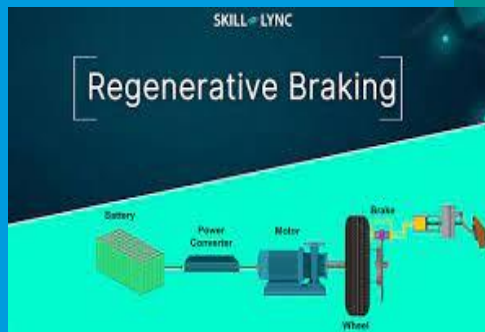 SKILL LYNC
Regenerative Braking
Battery
Power
Converter
Motor
Brake
Wheel